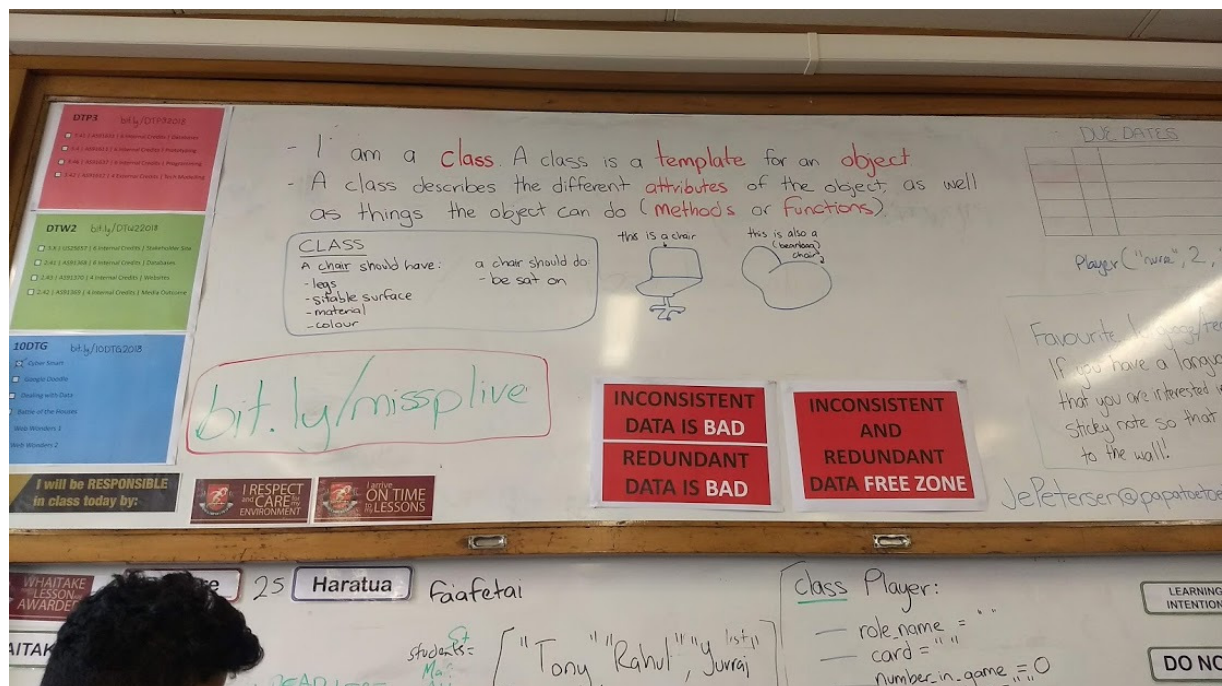 DTP3 bit.ly/DTP32018
DTW2 bit.ly/DTW22018
10DTG bit.ly/10DTG2018
Cyber Smart
Google Doodle
Dealing with Data
Battle of the Houses
Web Wonders 1
Web Wonders 2
- I am a class. A class is a template for an object.
- A class describes the different attributes of the object, as well
as things the object can do (methods or functions)
CLASS
A chair should have:
- legs
- sitable surface
- material
- colour
a chair should do:
- be sat on
this is a chair
this is also a
(beanbag)
chair
bit.ly/missplive
INCONSISTENT
DATA IS BAD
REDUNDANT
DATA IS BAD
INCONSISTENT
AND
REDUNDANT
DATA FREE ZONE
DUE DATES
Player(" 2,
Favourite
If you have a
that you are interested
sticky note so that
to the wall!
JePetersen@papatoetoe
I will be RESPONSIBLE
in class today by:
I RESPECT
and CARE for the
ENVIRONMENT
I arrive
ON TIME
to LESSONS
WHAITAKE
LESSON
AWARDED
25 Haratua Faafetai
students =
["Tony" "Rahul", "Yuvraj
list
class Player:
role_name = " "
card = " "
number_in_game = 0
LEARNING
INTENTION
DO NO